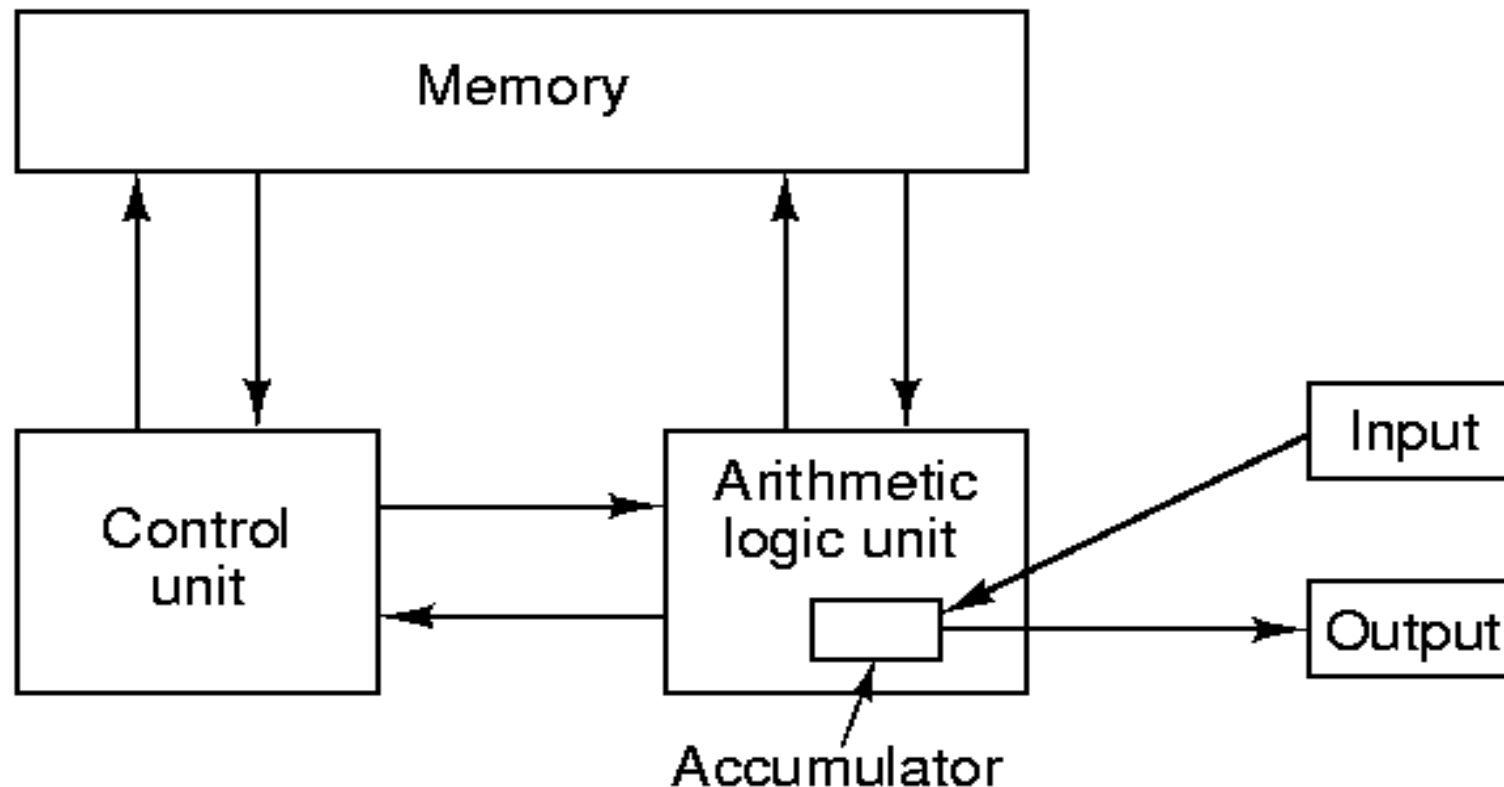 Memory
Control
unit
Arithmetic
logic unit
Input
Output
Accumulator